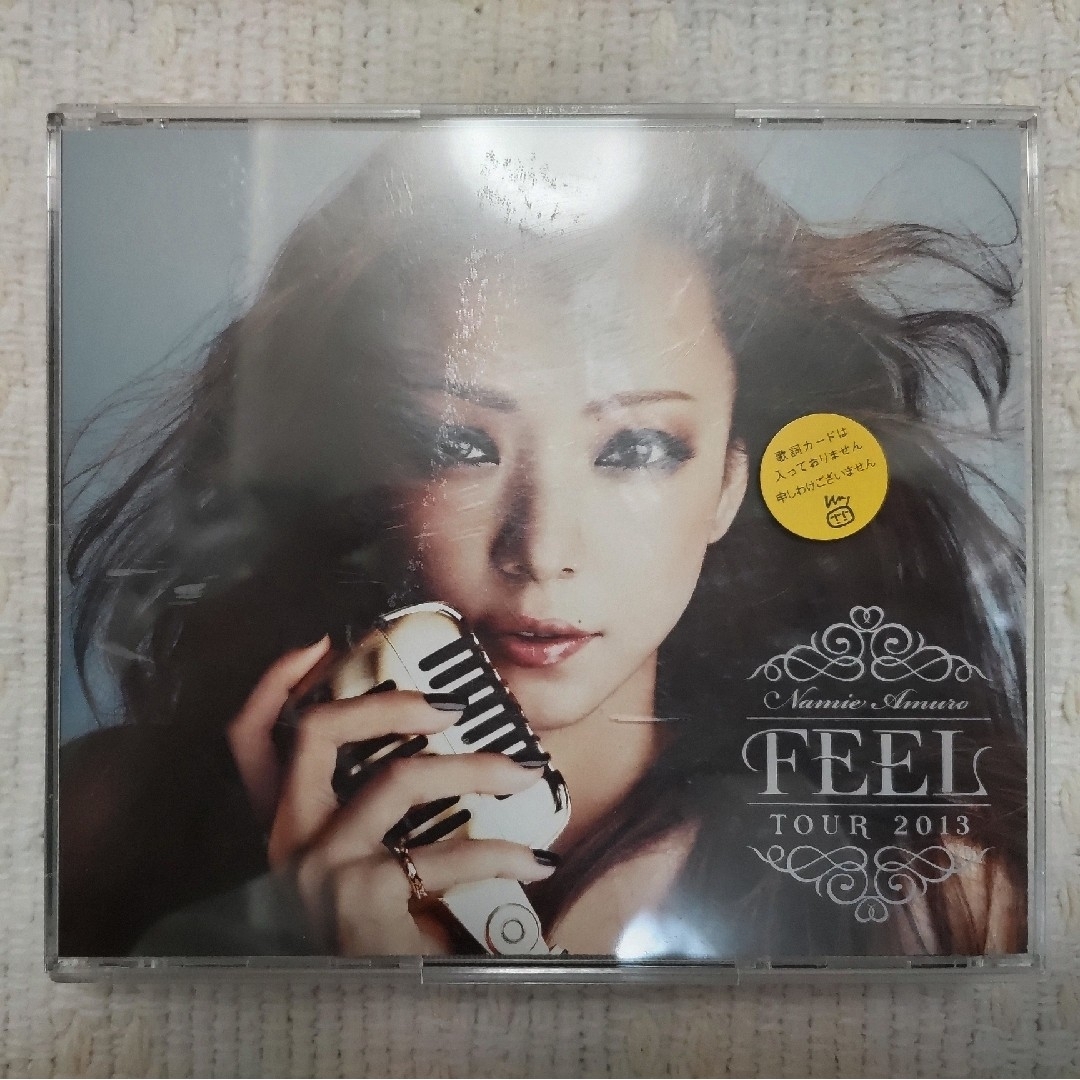 歌詞カードは
入っておりません
申しわけございません
Namie Amuro
FEEL
TOUR 2013